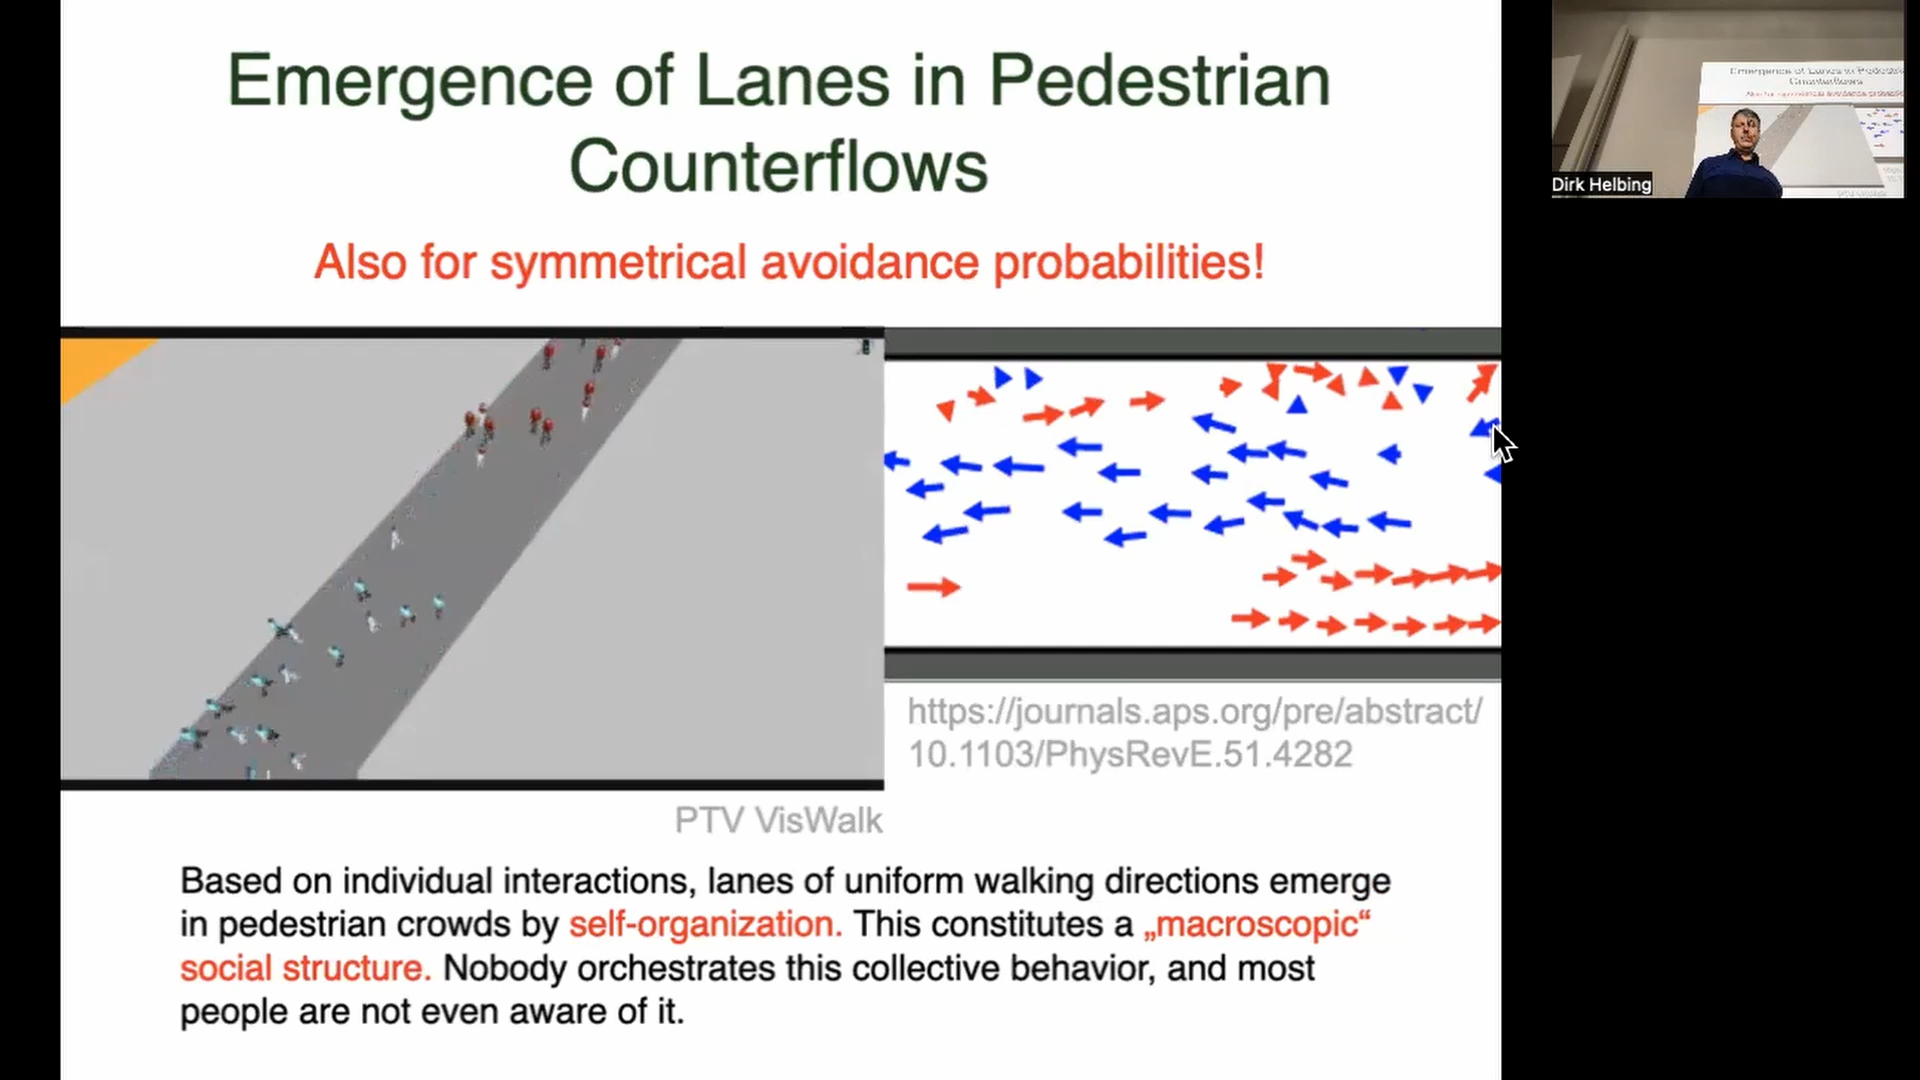 Emergence of Lanes in Pedestrian
Counterflows
Also for symmetrical avoidance probabilities!
Dirk Helbing
https://journals.aps.org/pre/abstract/
10.1103/PhysRevE.51.4282
PTV VisWalk
Based on individual interactions, lanes of uniform walking directions emerge
in pedestrian crowds by self-organization. This constitutes a „macroscopic“
social structure. Nobody orchestrates this collective behavior, and most
people are not even aware of it.